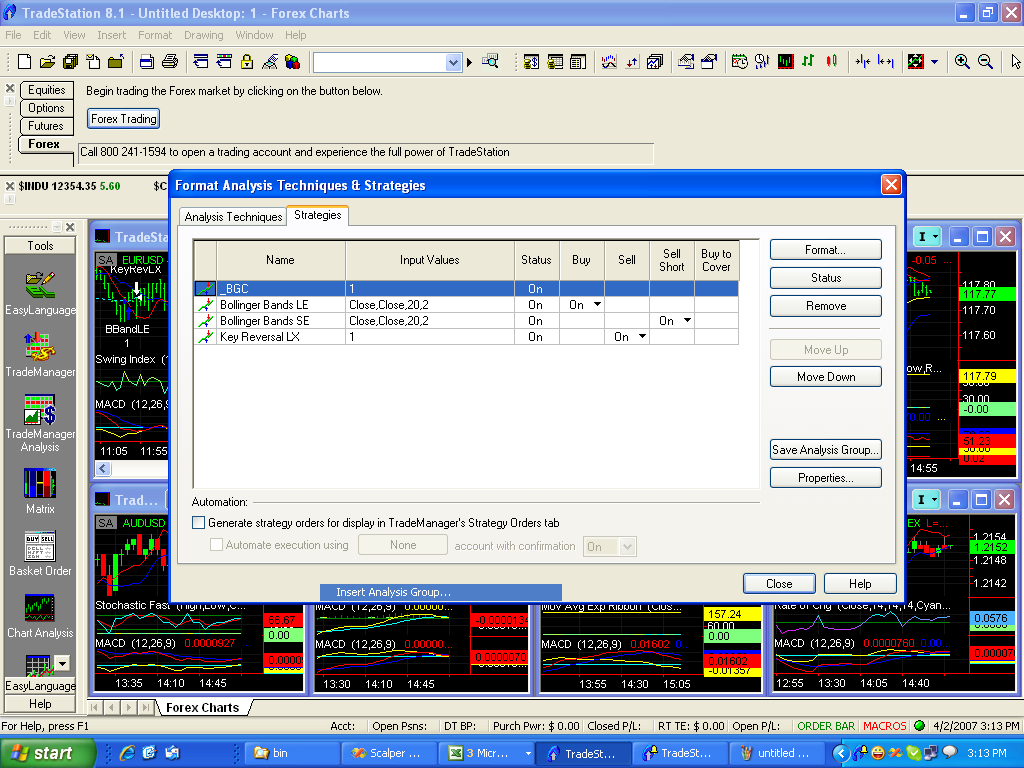 TradeStation 8.1 - Untitled Desktop: 1 - Forex Charts
File Edit View Insert Format Drawing Window Help
Equities
Options
Futures
Forex
Begin trading the Forex market by clicking on the button below.
Forex Trading
Call 800 241-1594 to open a trading account and experience the full power of TradeStation
$INDU 12354.35 5.60 $C
Format Analysis Techniques & Strategies
Analysis Techniques Strategies
Name Input Values Status Buy Sell Sell Short Buy to Cover
_BGC 1 On
Bollinger Bands LE Close,Close,20,2 On On
Bollinger Bands SE Close,Close,20,2 On On
Key Reversal LX 1 On On
Format...
Status
Remove
Move Up
Move Down
Save Analysis Group...
Properties...
Automation:
Generate strategy orders for display in TradeManager's Strategy Orders tab
Automate execution using None account with confirmation On
Close Help
Insert Analysis Group...
Tools
EasyLanguage
TradeManager
TradeManager
Analysis
Matrix
Basket Order
Chart Analysis
EasyLanguage
Help
TradeSta
SA EURUSD
KeyRevLX
BBandLE
1
Swing Index (
MACD (12,26,9
11:05 11:55
-0.05 ...
117.80
117.77
117.70
117.60
ow,R...
117.79
30.00
-0.00
51.23
0.02
14:55
Trad...
SA AUDUSD
Stochastic Fast (High,Low,C...
66.67
0.00
MACD (12,26,9) 0.0000927
0.0000
13:35 14:10 14:45
MACD (12,26,9) 0.00000...
-0.000013
MACD (12,26,9) 0.00000.
0.0000070
13:30 14:10 14:45
Mov Avg Exp Ribbon (Clos...
157.24
60.00
0.00
MACD (12,26,9) 0.01602 0
0.01602
-0.01357
13:55 14:30 15:05
EX L=...
1.2154
1.2152
1.2148
1.2142
Rate of Chg (Close,14,14,14,Cyan...
0.0576
MACD (12,26,9) 0.0000760 00
0.000007
12:55 13:30 14:05 14:40
Forex Charts
For Help, press F1 Acct: Open Psns: DT BP: Purch Pwr: $ 0.00 Closed P/L: RT TE: $ 0.00 Open P/L: ORDER BAR MACROS 4/2/2007 3:13 PM
start bin Scalper ... 3 Micr... TradeSt... TradeSt... untitled ... 3:13 PM